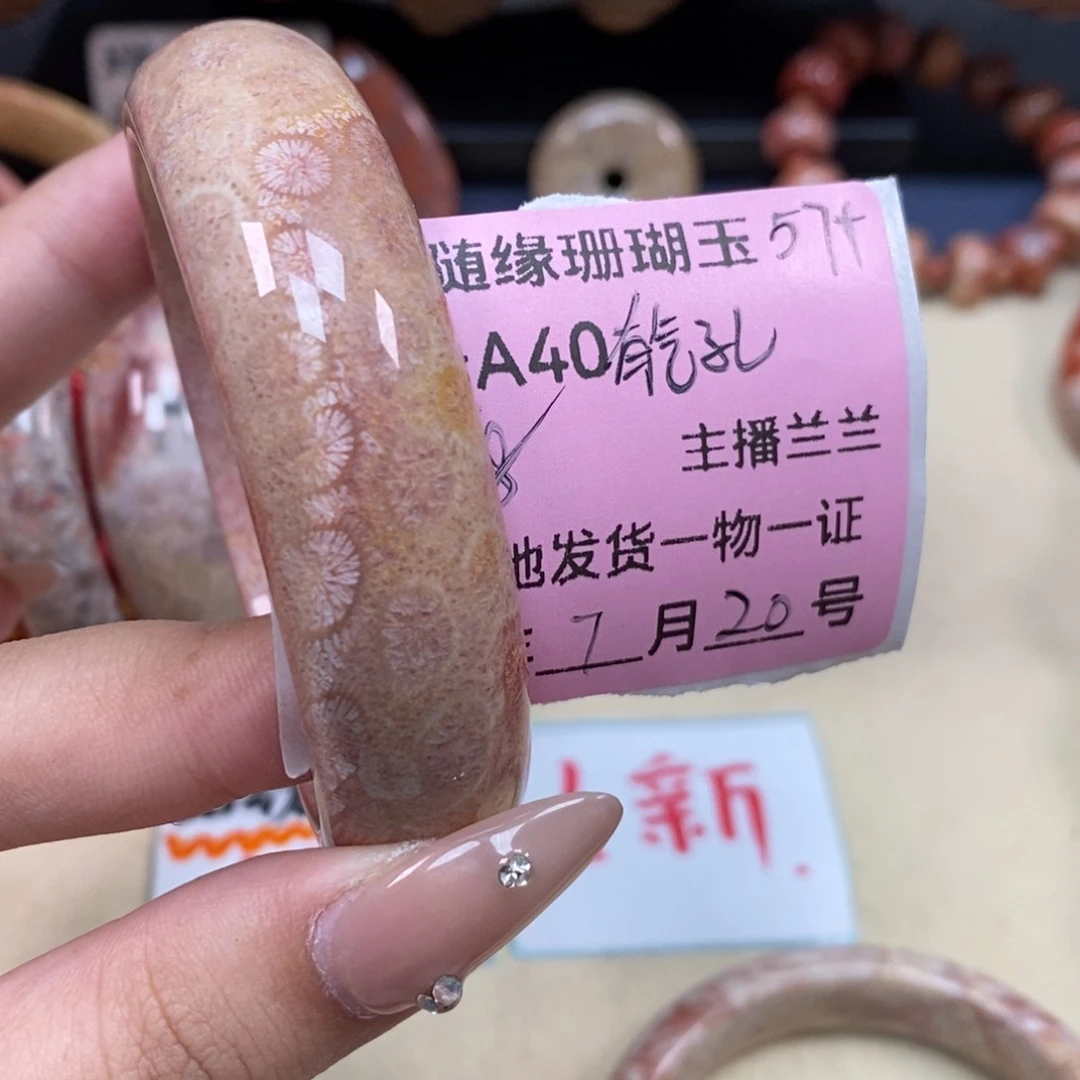 随缘珊瑚玉 57+
A40有气孔
主播兰兰
地发货一物一证
7月20号
新